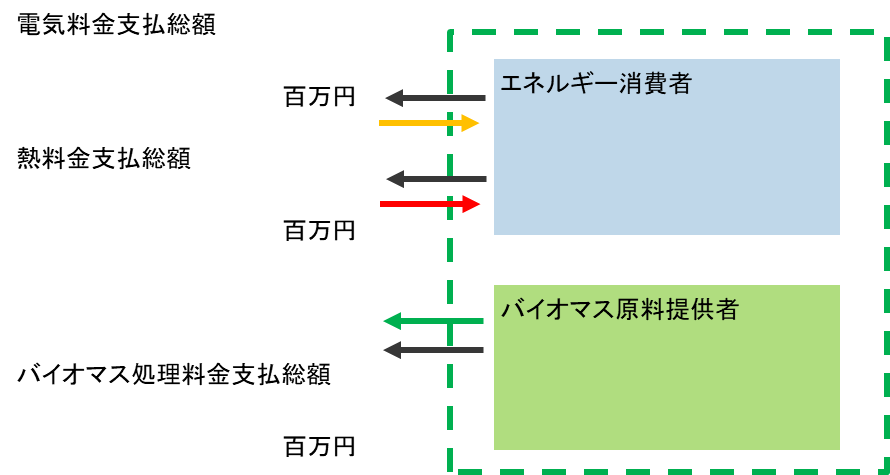 電気料金支払総額
百万円
エネルギー消費者
熱料金支払総額
百万円
バイオマス原料提供者
バイオマス処理料金支払総額
百万円